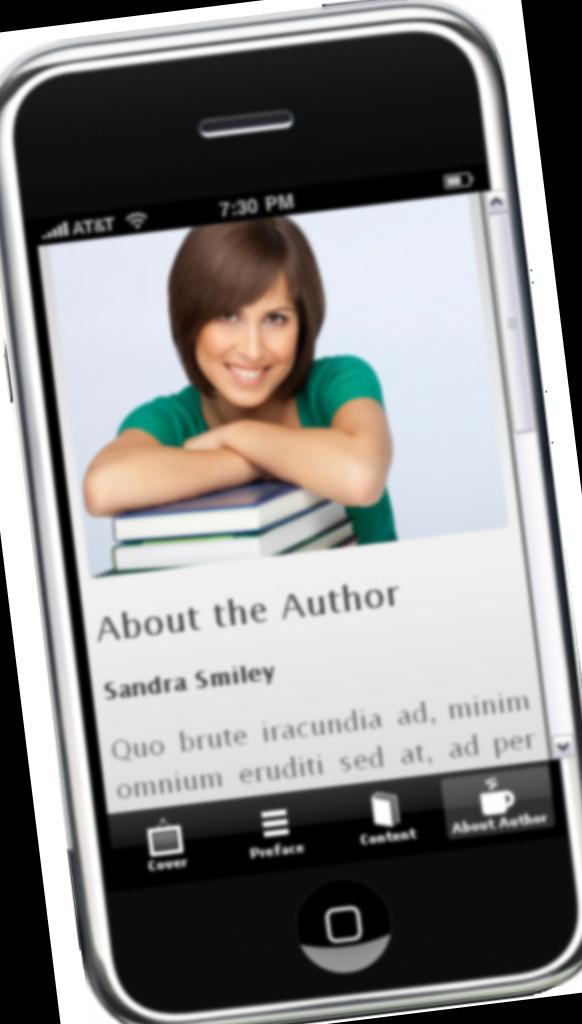 AT&T 7:30 PM
About the Author
Sandra Smiley
Quo brute iracundia ad, minim
omnium eruditi sed at, ad per
Cover Preface Content About Author